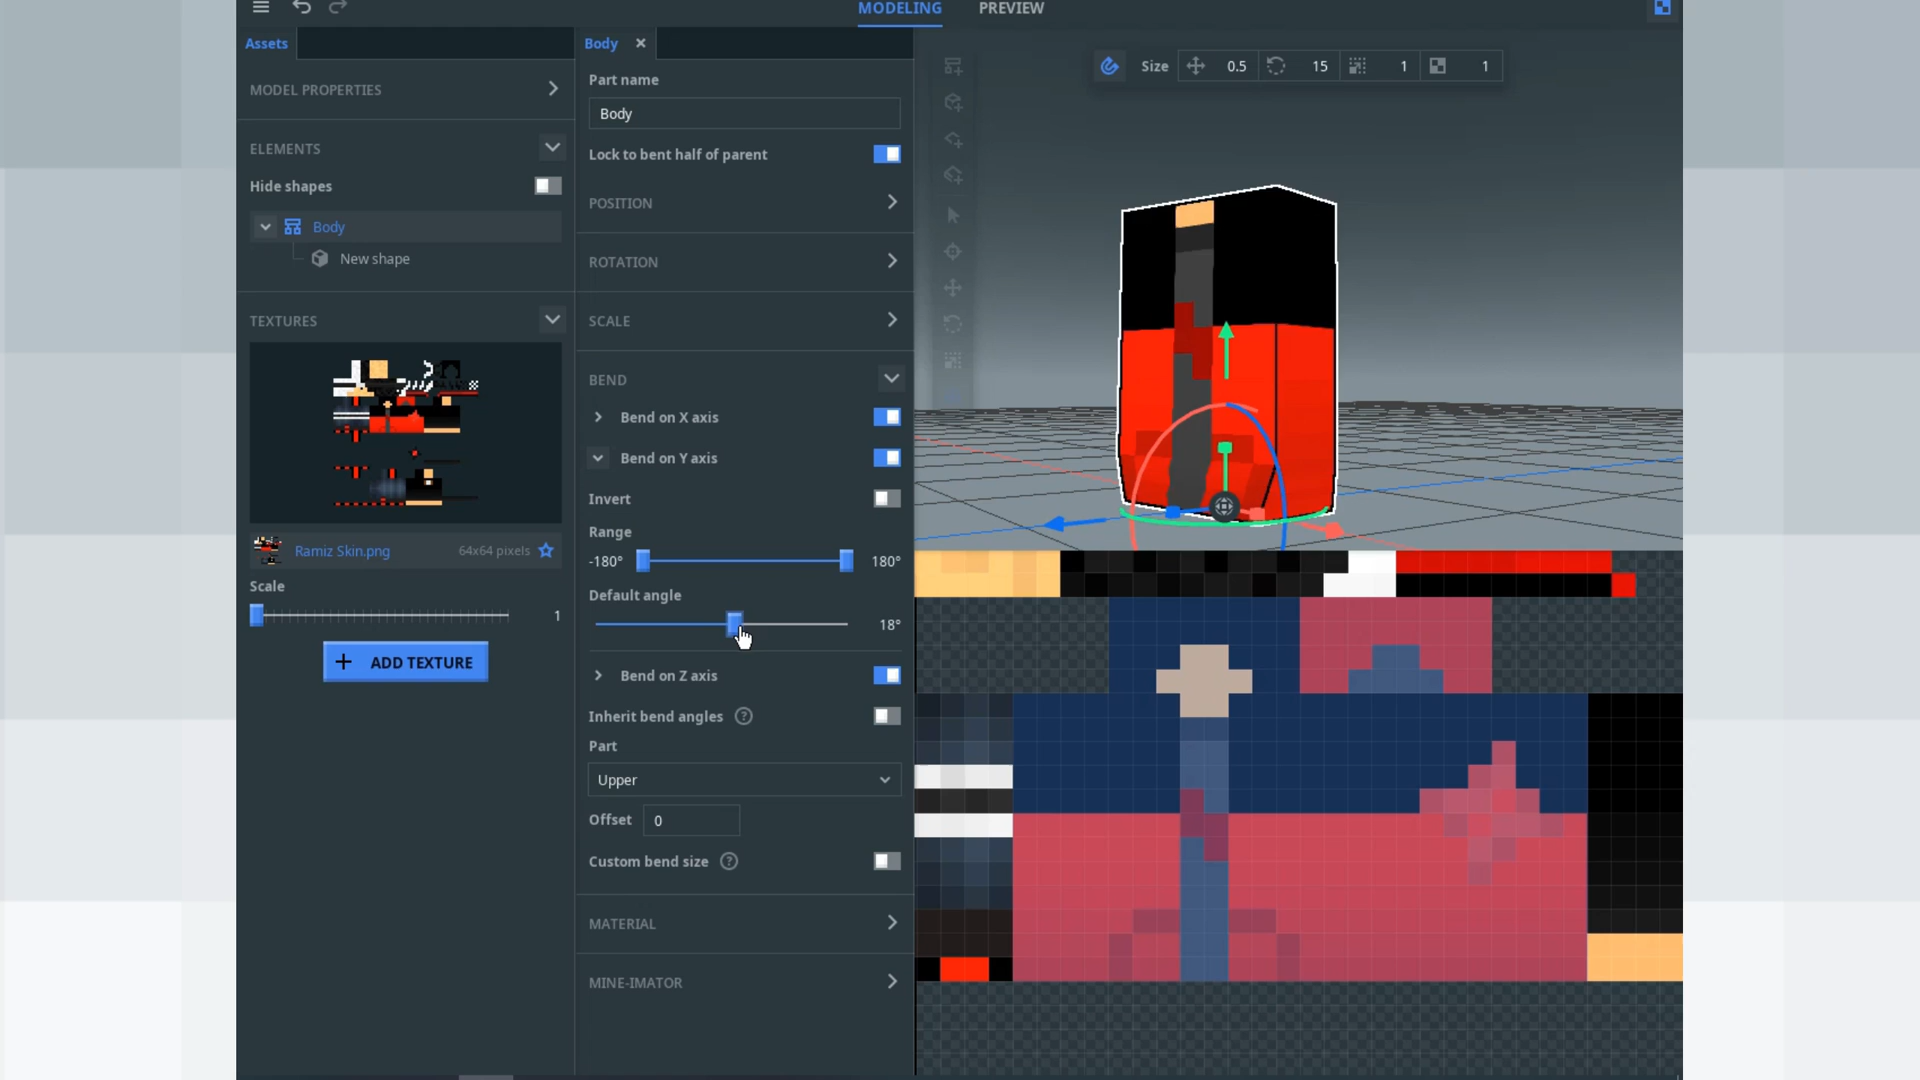 MODELING PREVIEW
Assets
MODEL PROPERTIES
ELEMENTS
Hide shapes
Body
New shape
TEXTURES
Ramiz Skin.png 64x64 pixels
Scale
1
ADD TEXTURE
Body
Part name
Body
Lock to bent half of parent
POSITION
ROTATION
SCALE
BEND
Bend on X axis
Bend on Y axis
Invert
Range
-180° 180°
Default angle
18°
Bend on Z axis
Inherit bend angles ?
Part
Upper
Offset 0
Custom bend size ?
MATERIAL
MINE-IMATOR
Size 0.5 15 1 1